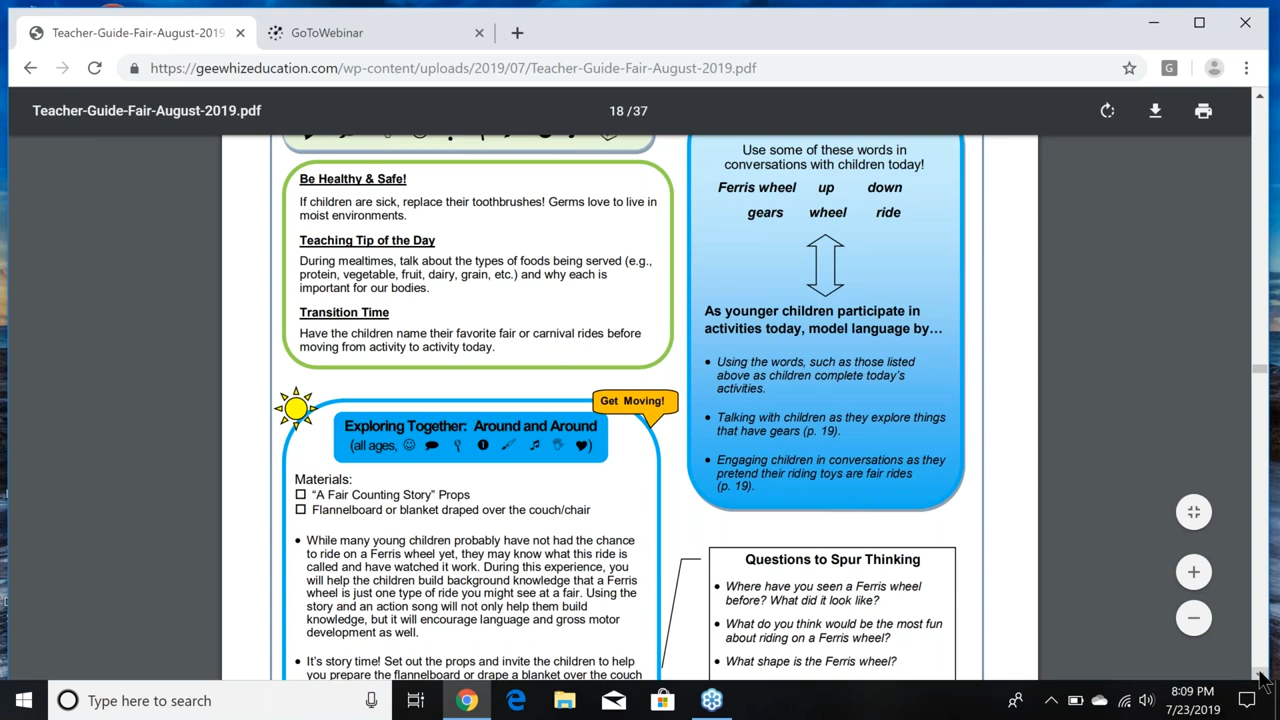 Teacher-Guide-Fair-August-2019
GoToWebinar
https://geewhizeducation.com/wp-content/uploads/2019/07/Teacher-Guide-Fair-August-2019.pdf
G
Teacher-Guide-Fair-August-2019.pdf
18 / 37
Be Healthy & Safe!
If children are sick, replace their toothbrushes! Germs love to live in
moist environments.
Teaching Tip of the Day
During mealtimes, talk about the types of foods being served (e.g.,
protein, vegetable, fruit, dairy, grain, etc.) and why each is
important for our bodies.
Transition Time
Have the children name their favorite fair or carnival rides before
moving from activity to activity today.
Get Moving!
Exploring Together: Around and Around
(all ages, 1 )
Materials:
“A Fair Counting Story” Props
Flannelboard or blanket draped over the couch/chair
• While many young children probably have not had the chance
to ride on a Ferris wheel yet, they may know what this ride is
called and have watched it work. During this experience, you
will help the children build background knowledge that a Ferris
wheel is just one type of ride you might see at a fair. Using the
story and an action song will not only help them build
knowledge, but it will encourage language and gross motor
development as well.
• It’s story time! Set out the props and invite the children to help
you prepare the flannelboard or drape a blanket over the couch
Use some of these words in
conversations with children today!
Ferris wheel up down
gears wheel ride
As younger children participate in
activities today, model language by…
• Using the words, such as those listed
above as children complete today’s
activities.
• Talking with children as they explore things
that have gears (p. 19).
• Engaging children in conversations as they
pretend their riding toys are fair rides
(p. 19).
Questions to Spur Thinking
• Where have you seen a Ferris wheel
before? What did it look like?
• What do you think would be the most fun
about riding on a Ferris wheel?
• What shape is the Ferris wheel?
Type here to search
8:09 PM
7/23/2019